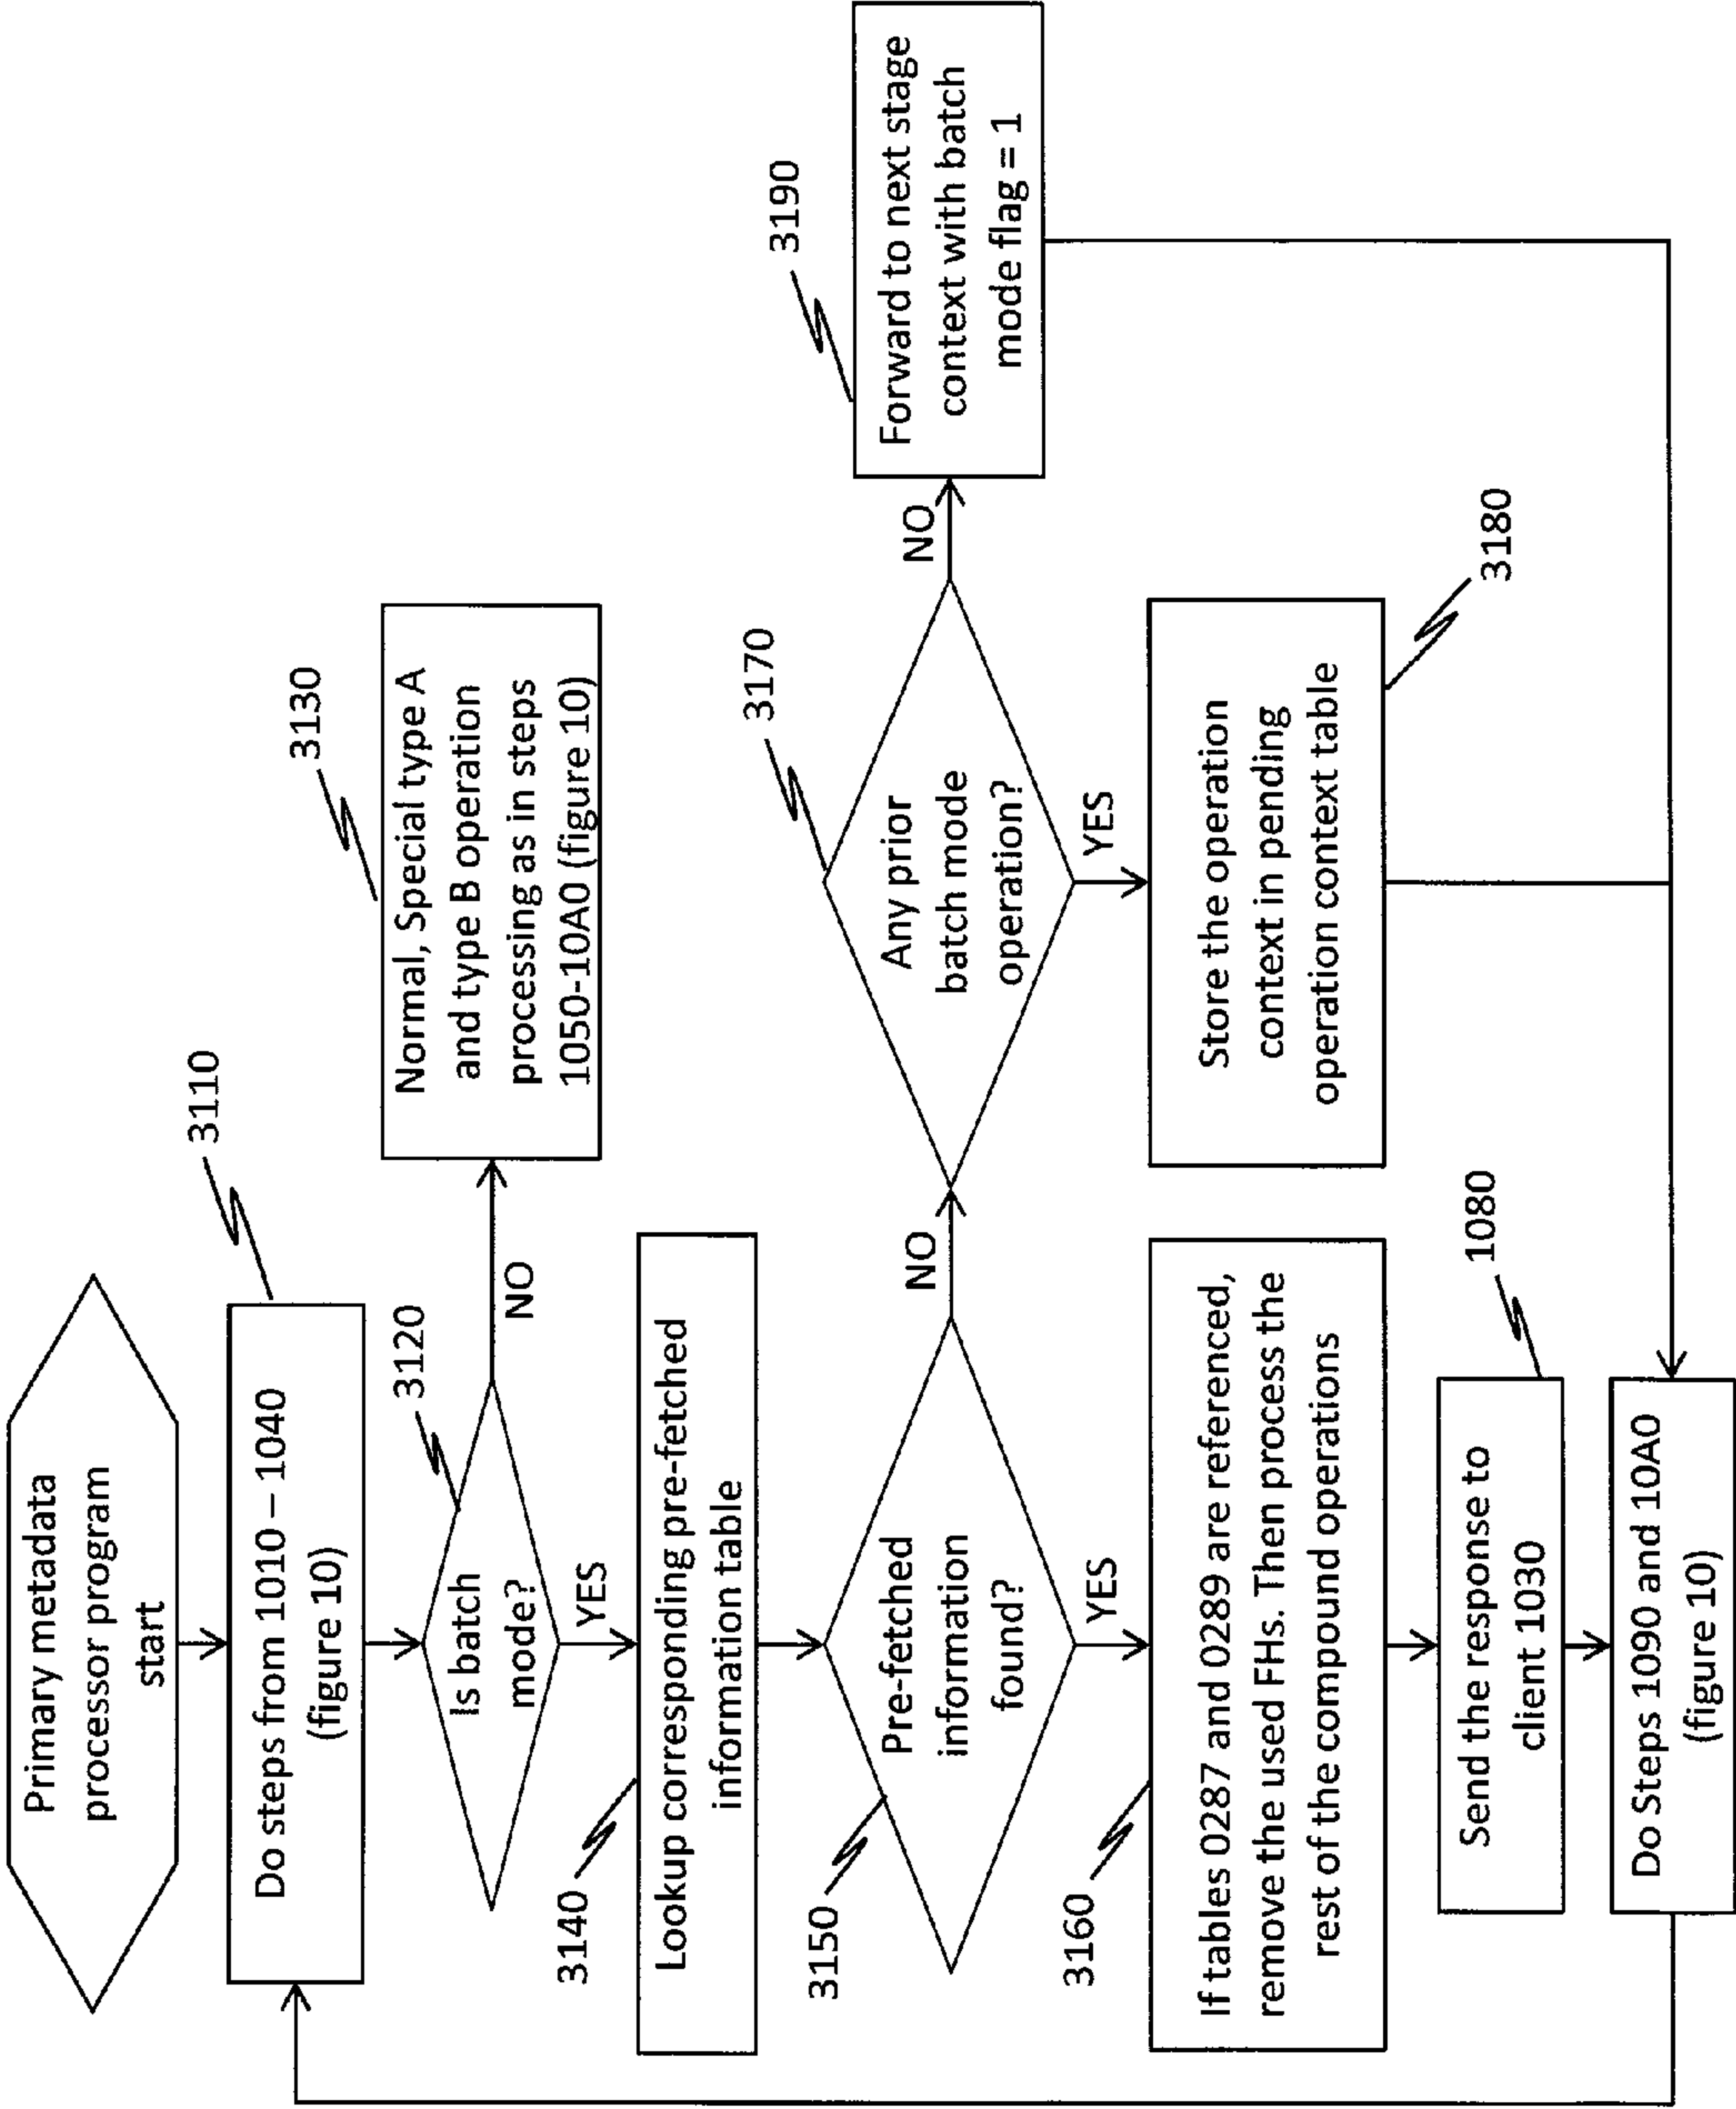 Primary metadata
processor program
start
3110
Do steps from 1010 – 1040
(figure 10)
3120
Is batch
mode?
NO
YES
3130
Normal, Special type A
and type B operation
processing as in steps
1050-10A0 (figure 10)
3140
Lookup corresponding pre-fetched
information table
3150
Pre-fetched
information
found?
NO
YES
3170
Any prior
batch mode
operation?
NO
YES
3190
Forward to next stage
context with batch
mode flag = 1
3160
If tables 0287 and 0289 are referenced,
remove the used FHs. Then process the
rest of the compound operations
3180
Store the operation
context in pending
operation context table
1080
Send the response to
client 1030
Do Steps 1090 and 10A0
(figure 10)